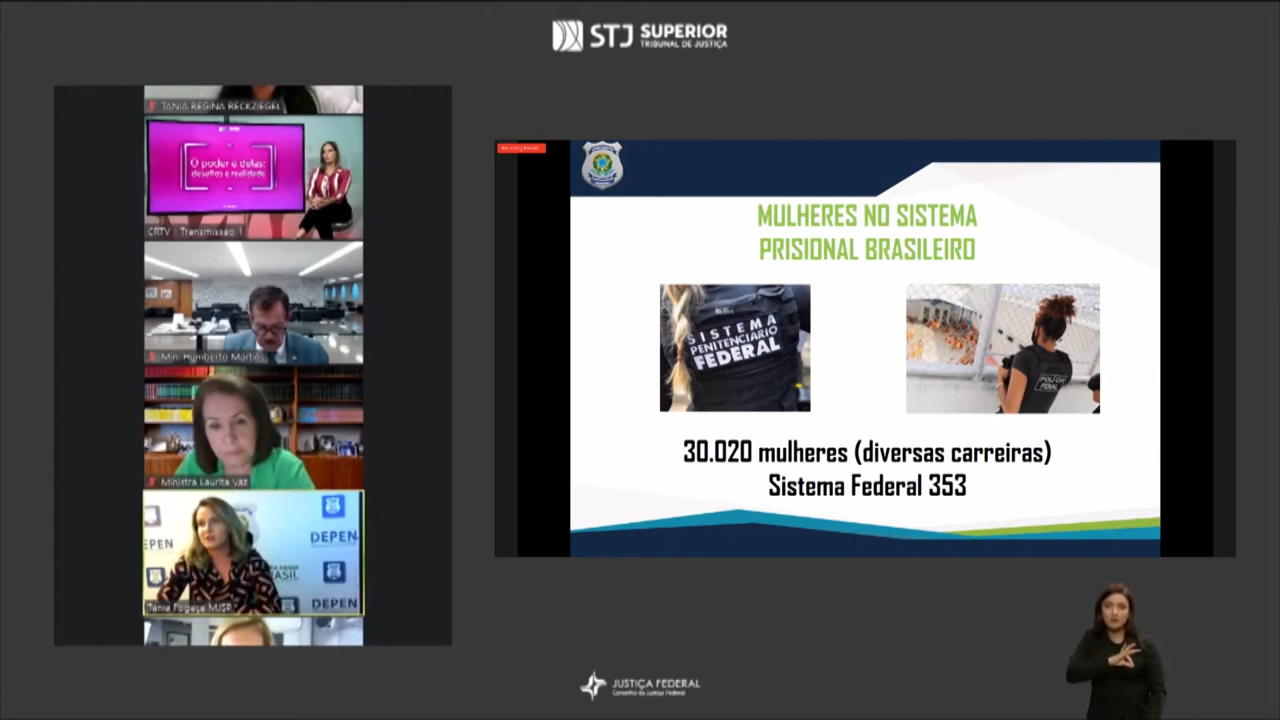 STJ SUPERIOR
TRIBUNAL DE JUSTIÇA
TANIA REGINA RECKZIEGEL
O poder é delas:
desafios e realidade
CRTV - Transmissão 1
Min. Humberto Martins
Ministra Laurita Vaz
DEPEN
EPEN
BRASIL
DEPEN
Tânia Fogaça MJSP
MULHERES NO SISTEMA
PRISIONAL BRASILEIRO
SISTEMA
PENITENCIÁRIO
FEDERAL
POLÍCIA
PENAL
30.020 mulheres (diversas carreiras)
Sistema Federal 353
JUSTIÇA FEDERAL
Conselho da Justiça Federal